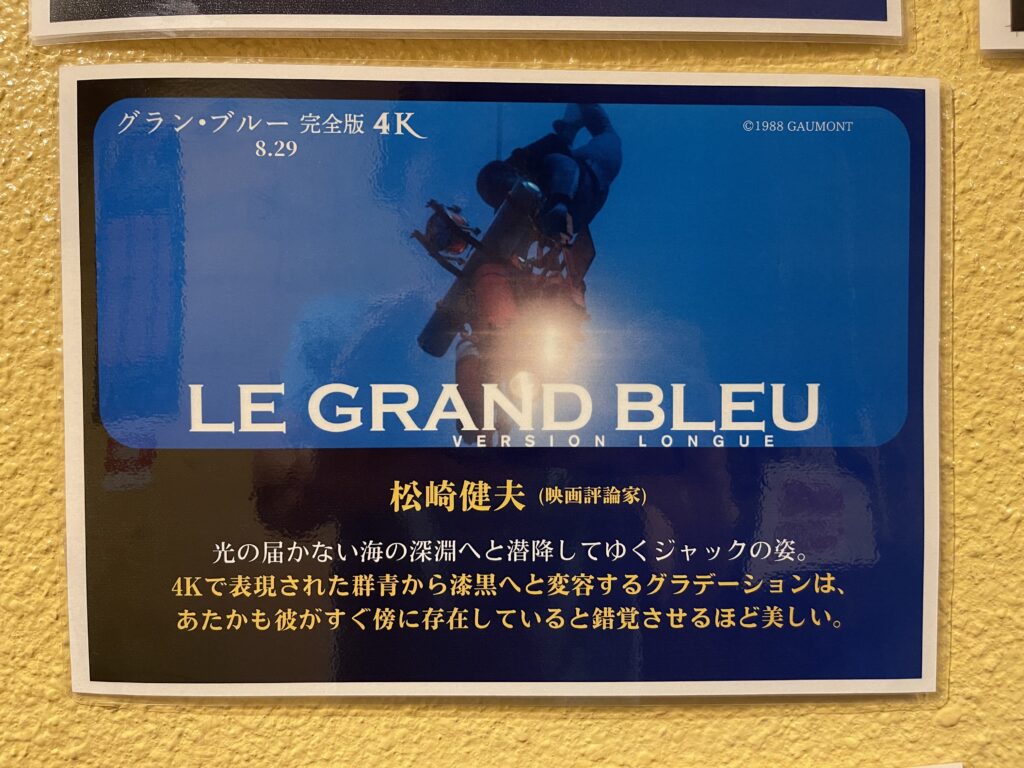 グラン・ブルー 完全版 4K
8.29
©1988 GAUMONT
LE GRAND BLEU
VERSION LONGUE
松崎健夫 (映画評論家)
光の届かない海の深淵へと潜降してゆくジャックの姿。
4Kで表現された群青から漆黒へと変容するグラデーションは、
あたかも彼がすぐ傍に存在していると錯覚させるほど美しい。